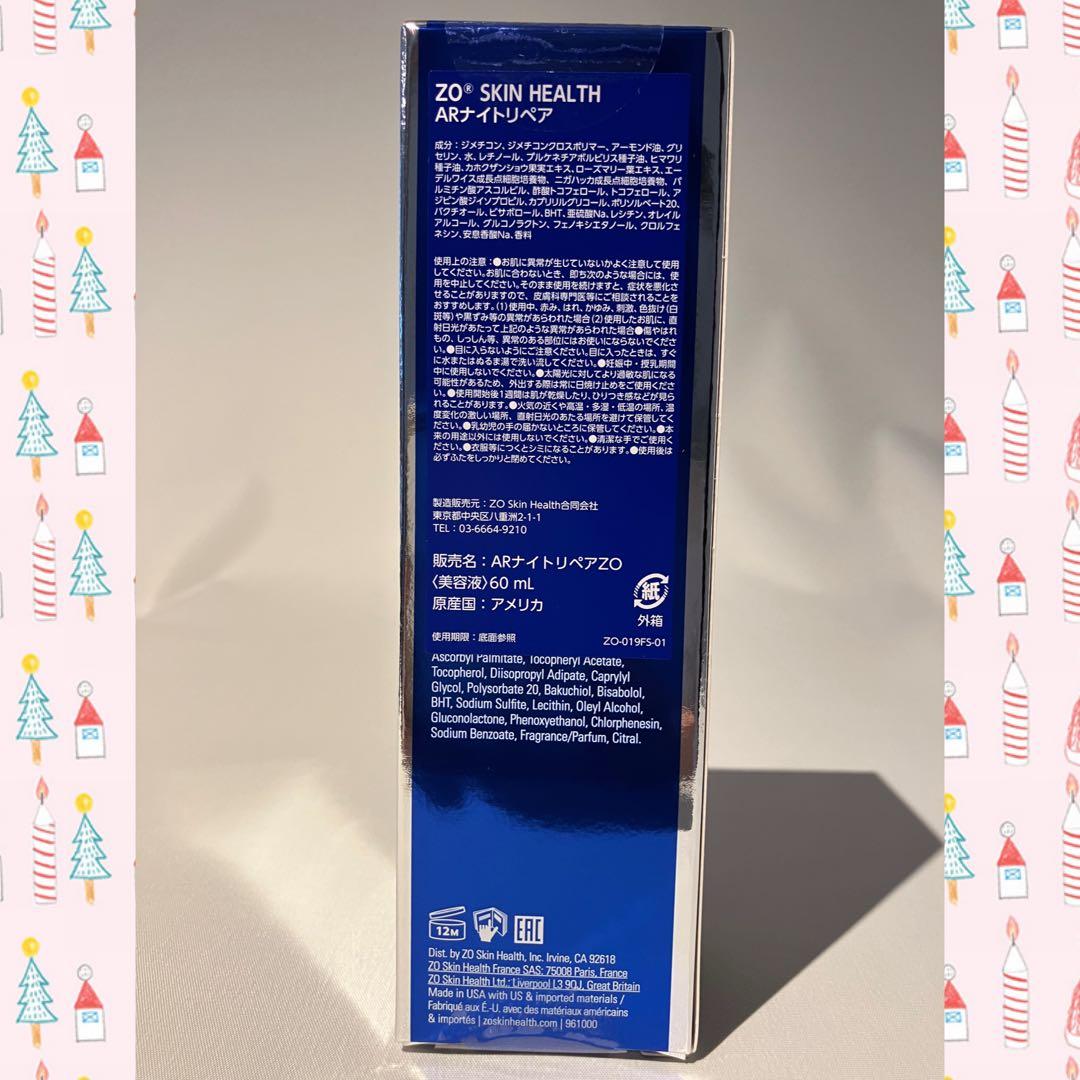 ZO® SKIN HEALTH
ARナイトリペア
成分：ジメチコン、ジメチコンクロスポリマー、アーモンド油、グリ
セリン、水、レチノール、プルケネチアボルビリス種子油、ヒマワリ
種子油、カホクザンショウ果実エキス、ローズマリー葉エキス、エー
デルワイス成長点細胞培養物、ニガハッカ成長点細胞培養物、パ
ルミチン酸アスコルビル、酢酸トコフェロール、トコフェロール、ア
ジピン酸ジイソプロピル、カプリリルグリコール、ポリソルベート20、
バクチオール、ビサボロール、BHT、亜硫酸Na、レシチン、オレイル
アルコール、グルコノラクトン、フェノキシエタノール、クロルフェ
ネシン、安息香酸Na、香料
使用上の注意：●お肌に異常が生じていないかよく注意して使用
してください。お肌に合わないとき、即ち次のような場合には、使
用を中止してください。そのまま使用を続けますと、症状を悪化さ
せることがありますので、皮膚科専門医等にご相談されることを
おすすめします。(1)使用中、赤み、はれ、かゆみ、刺激、色抜け(白
斑等)や黒ずみ等の異常があらわれた場合(2)使用したお肌に、直
射日光があたって上記のような異常があらわれた場合●傷やはれ
もの、しっしん等、異常のある部位にはお使いにならないでくださ
い。●目に入らないようにご注意ください。目に入ったときは、すぐ
に水またはぬるま湯で洗い流してください。●妊娠中・授乳期間
中に使用しないでください。●太陽光に対してより過敏な肌になる
可能性があるため、外出する際は常に日焼け止めをご使用くださ
い。●使用開始後1週間は肌が乾燥したり、ひりつき感などが見ら
れることがあります。●火気の近くや高温・多湿・低温の場所、温
度変化の激しい場所、直射日光のあたる場所を避けて保管してく
ださい。●乳幼児の手の届かないところに保管してください。●本
来の用途以外には使用しないでください。●清潔な手でご使用くだ
さい。●衣服等につくとシミになることがあります。●使用後は
必ずふたをしっかりと閉めてください。
製造販売元：ZO Skin Health合同会社
東京都中央区八重洲2-1-1
TEL：03-6664-9210
販売名：ARナイトリペアZO
〈美容液〉60 mL
原産国：アメリカ
紙
外箱
使用期限：底面参照
ZO-019FS-01
Ascorbyl Palmitate, Tocopheryl Acetate,
Tocopherol, Diisopropyl Adipate, Caprylyl
Glycol, Polysorbate 20, Bakuchiol, Bisabolol,
BHT, Sodium Sulfite, Lecithin, Oleyl Alcohol,
Gluconolactone, Phenoxyethanol, Chlorphenesin,
Sodium Benzoate, Fragrance/Parfum, Citral.
12M
EAC
Dist. by ZO Skin Health, Inc. Irvine, CA 92618
ZO Skin Health France SAS: 75008 Paris, France
ZO Skin Health Ltd.: Liverpool L3 9QJ, Great Britain
Made in USA with US & imported materials /
Fabriqué aux É.-U. avec des matériaux américains
& importés | zoskinhealth.com | 961000